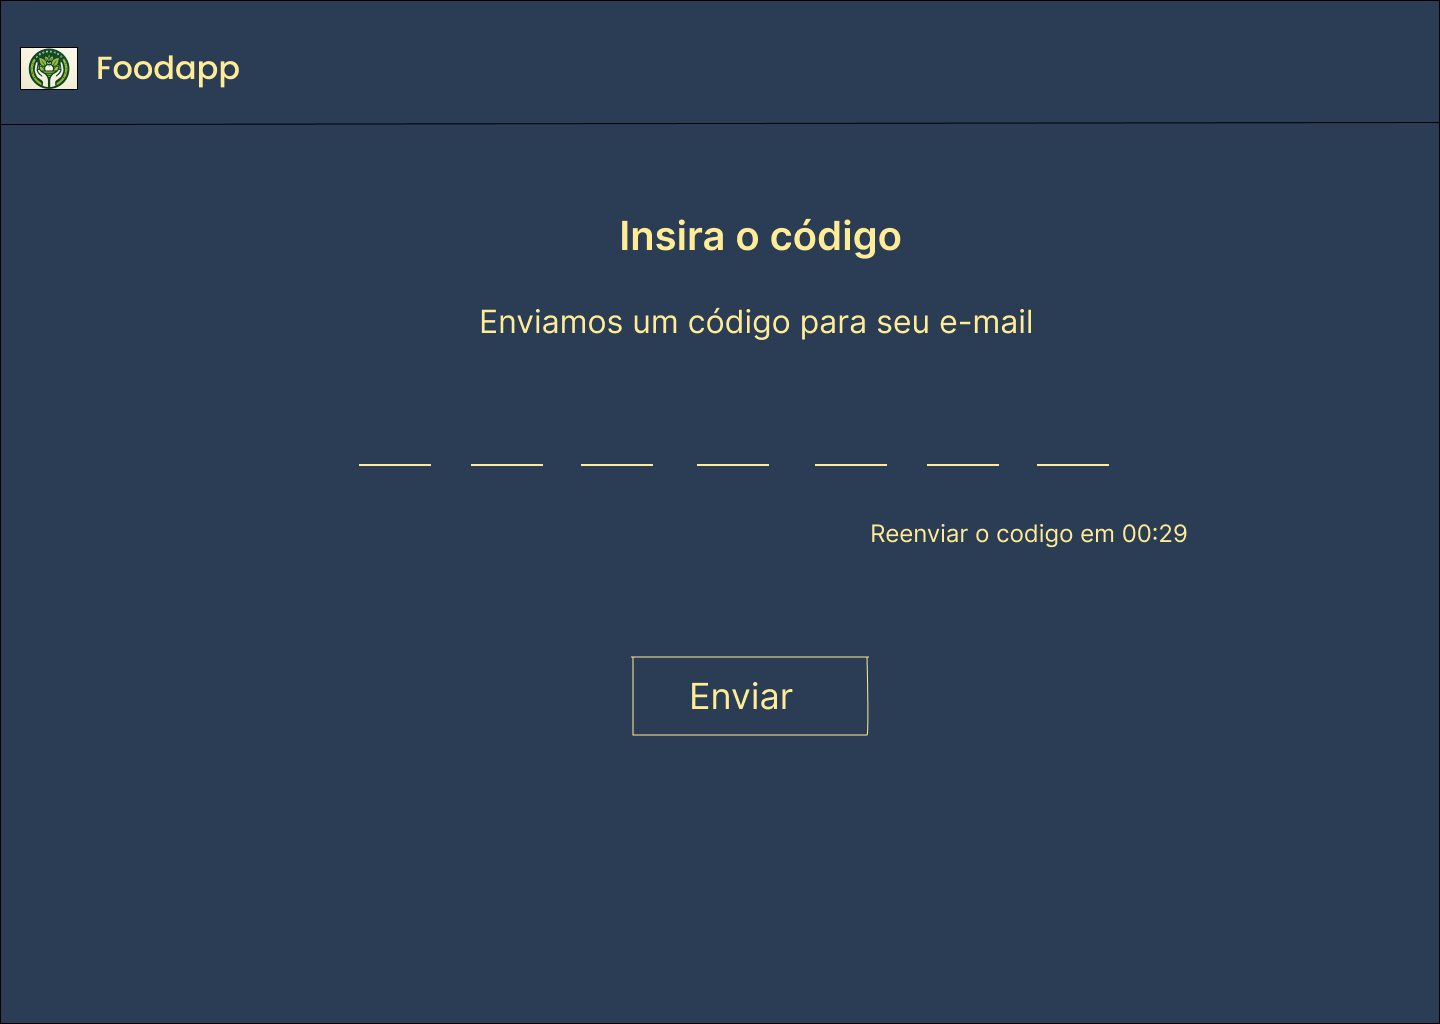 Foodapp
Insira o código
Enviamos um código para seu e-mail
Reenviar o codigo em 00:29
Enviar